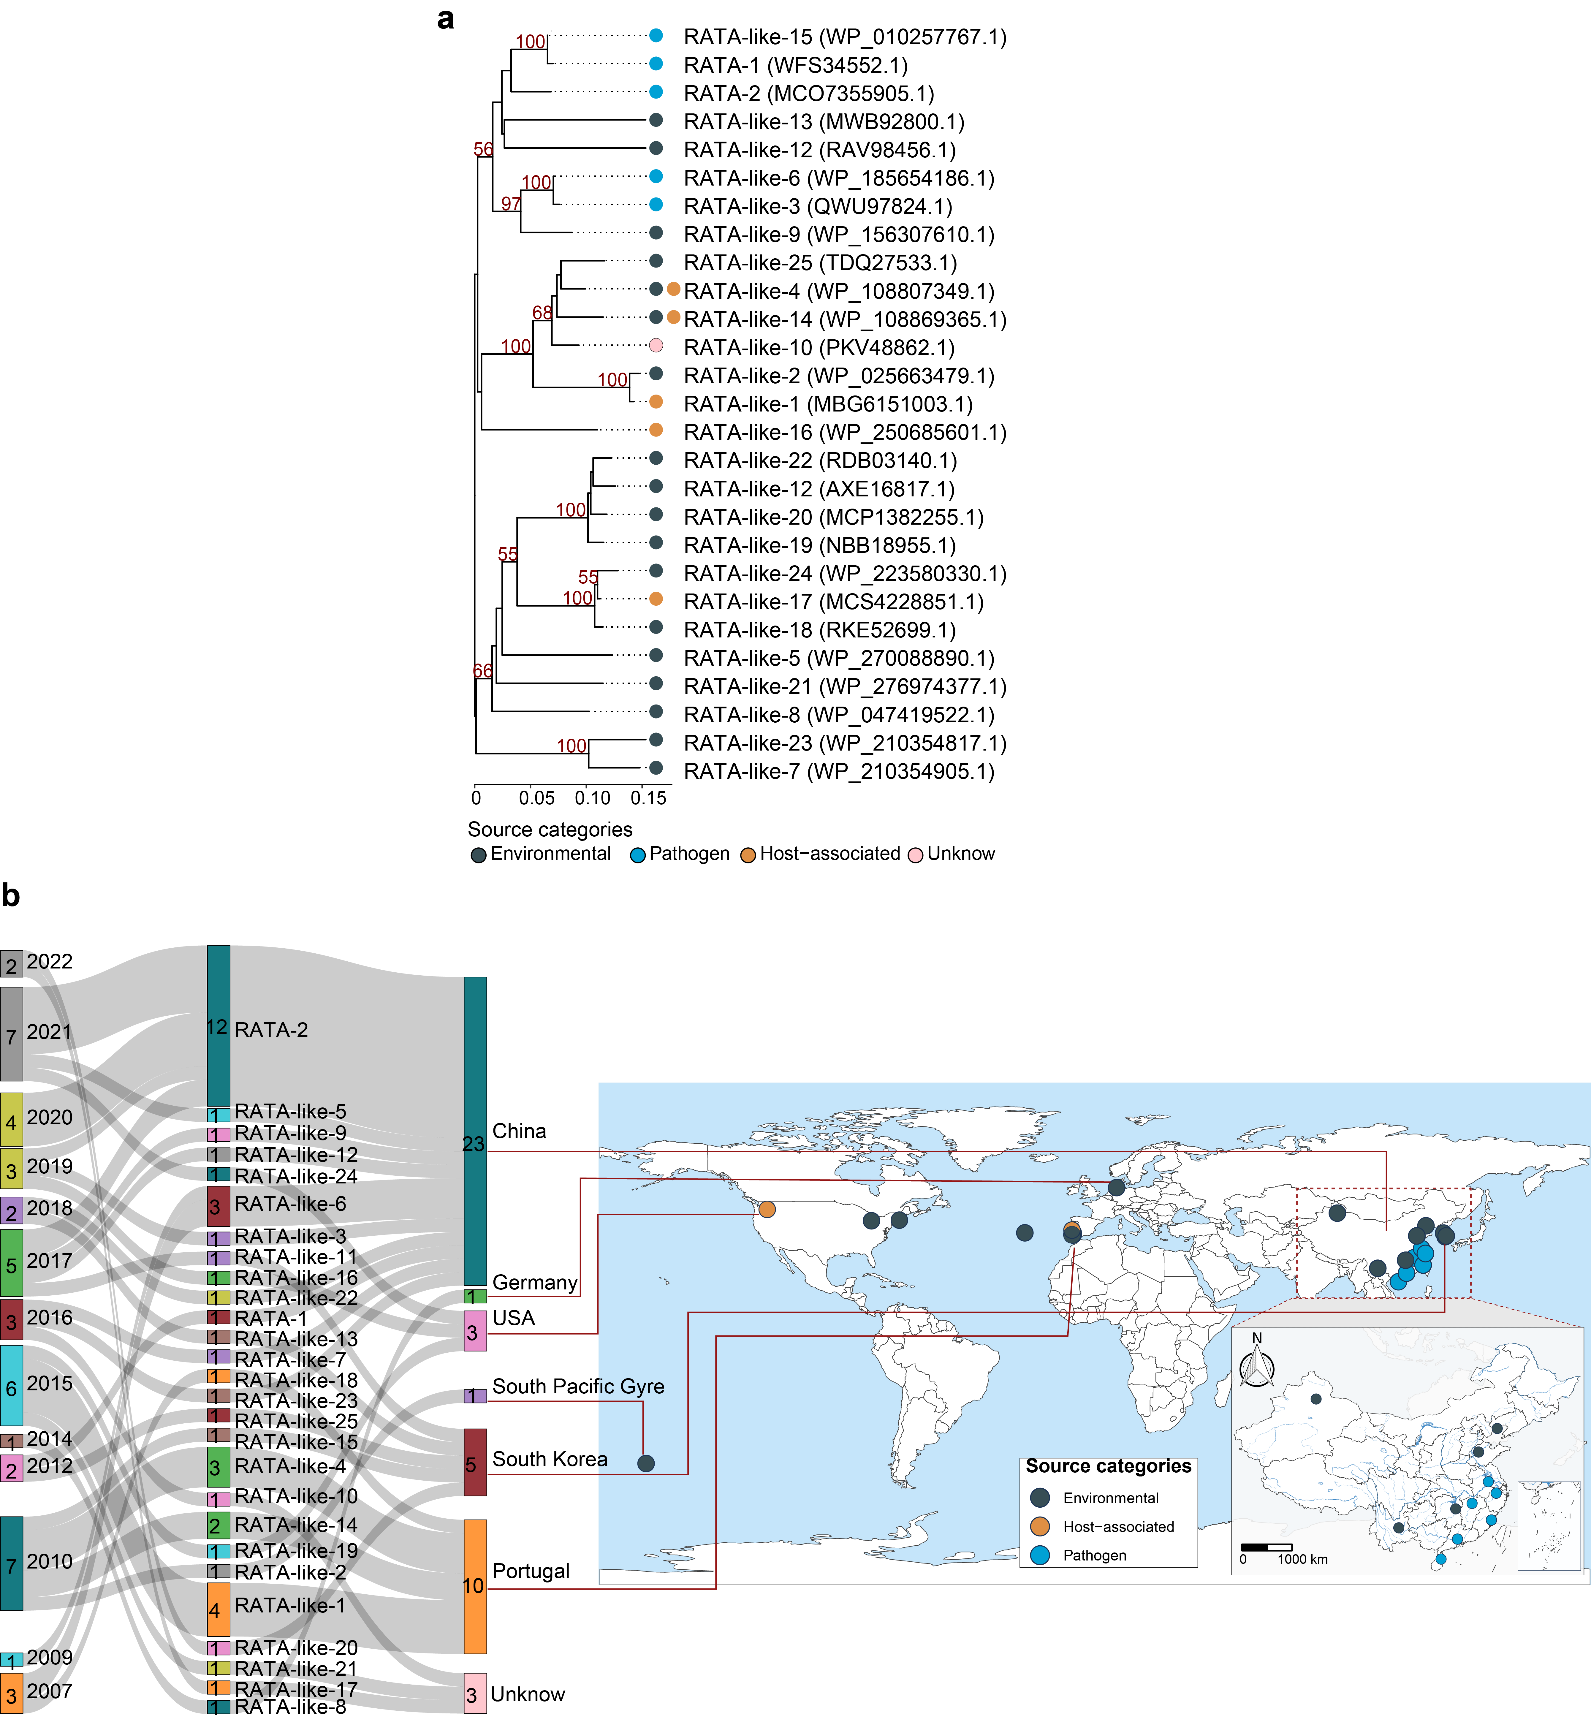 a
100
RATA-like-15 (WP_010257767.1)
RATA-1 (WFS34552.1)
RATA-2 (MCO7355905.1)
RATA-like-13 (MWB92800.1)
56
RATA-like-12 (RAV98456.1)
100
RATA-like-6 (WP_185654186.1)
97
RATA-like-3 (QWU97824.1)
RATA-like-9 (WP_156307610.1)
RATA-like-25 (TDQ27533.1)
RATA-like-4 (WP_108807349.1)
68
RATA-like-14 (WP_108869365.1)
100
RATA-like-10 (PKV48862.1)
100
RATA-like-2 (WP_025663479.1)
RATA-like-1 (MBG6151003.1)
RATA-like-16 (WP_250685601.1)
RATA-like-22 (RDB03140.1)
RATA-like-12 (AXE16817.1)
100
RATA-like-20 (MCP1382255.1)
RATA-like-19 (NBB18955.1)
55
55
RATA-like-24 (WP_223580330.1)
100
RATA-like-17 (MCS4228851.1)
RATA-like-18 (RKE52699.1)
RATA-like-5 (WP_270088890.1)
66
RATA-like-21 (WP_276974377.1)
RATA-like-8 (WP_047419522.1)
100
RATA-like-23 (WP_210354817.1)
RATA-like-7 (WP_210354905.1)
0 0.05 0.10 0.15
Source categories
Environmental Pathogen Host−associated Unknow
b
2 2022
7 2021
4 2020
3 2019
2 2018
5 2017
3 2016
6 2015
1 2014
2 2012
7 2010
1 2009
3 2007
12 RATA-2
1 RATA-like-5
1 RATA-like-9
1 RATA-like-12
1 RATA-like-24
3 RATA-like-6
1 RATA-like-3
1 RATA-like-11
1 RATA-like-16
1 RATA-like-22
1 RATA-1
1 RATA-like-13
1 RATA-like-7
1 RATA-like-18
1 RATA-like-23
1 RATA-like-25
1 RATA-like-15
3 RATA-like-4
1 RATA-like-10
2 RATA-like-14
1 RATA-like-19
1 RATA-like-2
4 RATA-like-1
1 RATA-like-20
1 RATA-like-21
1 RATA-like-17
1 RATA-like-8
23 China
1 Germany
3 USA
1 South Pacific Gyre
5 South Korea
10 Portugal
3 Unknow
Source categories
Environmental
Host−associated
Pathogen
N
0 1000 km